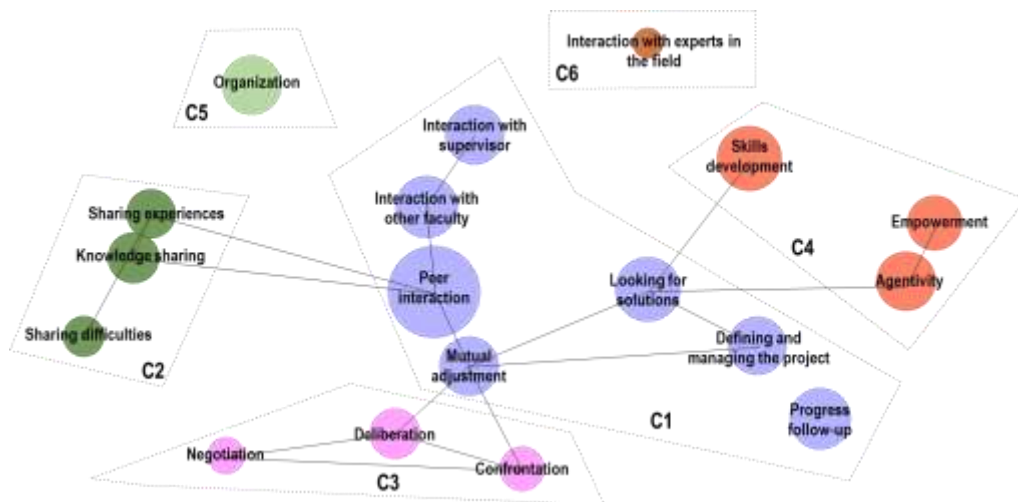 Interaction with experts in
the field
C6
Organization
C5
Interaction with
supervisor
Skills
development
Interaction with
other faculty
Sharing experiences
Empowerment
C4
Knowledge sharing
Peer
interaction
Looking for
solutions
Agentivity
Sharing difficulties
C2
Mutual
adjustment
Defining and
managing the project
Progress
follow-up
C1
Deliberation
Negotiation
Confrontation
C3